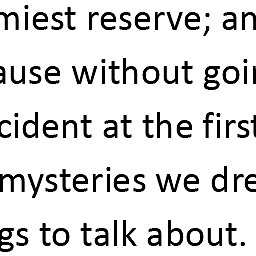 miest reserve; an
ause without goin
cident at the first
mysteries we dre
gs to talk about.